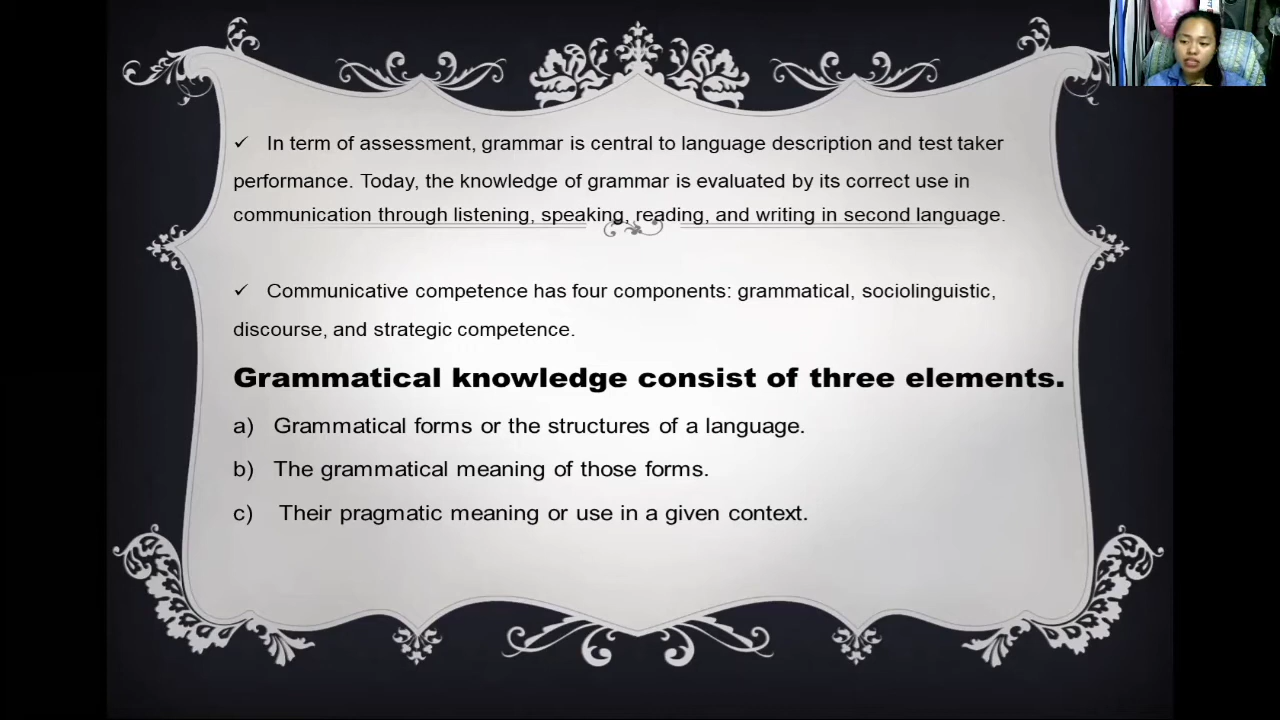 ✓ In term of assessment, grammar is central to language description and test taker
performance. Today, the knowledge of grammar is evaluated by its correct use in
communication through listening, speaking, reading, and writing in second language.
✓ Communicative competence has four components: grammatical, sociolinguistic,
discourse, and strategic competence.
Grammatical knowledge consist of three elements.
a) Grammatical forms or the structures of a language.
b) The grammatical meaning of those forms.
c) Their pragmatic meaning or use in a given context.